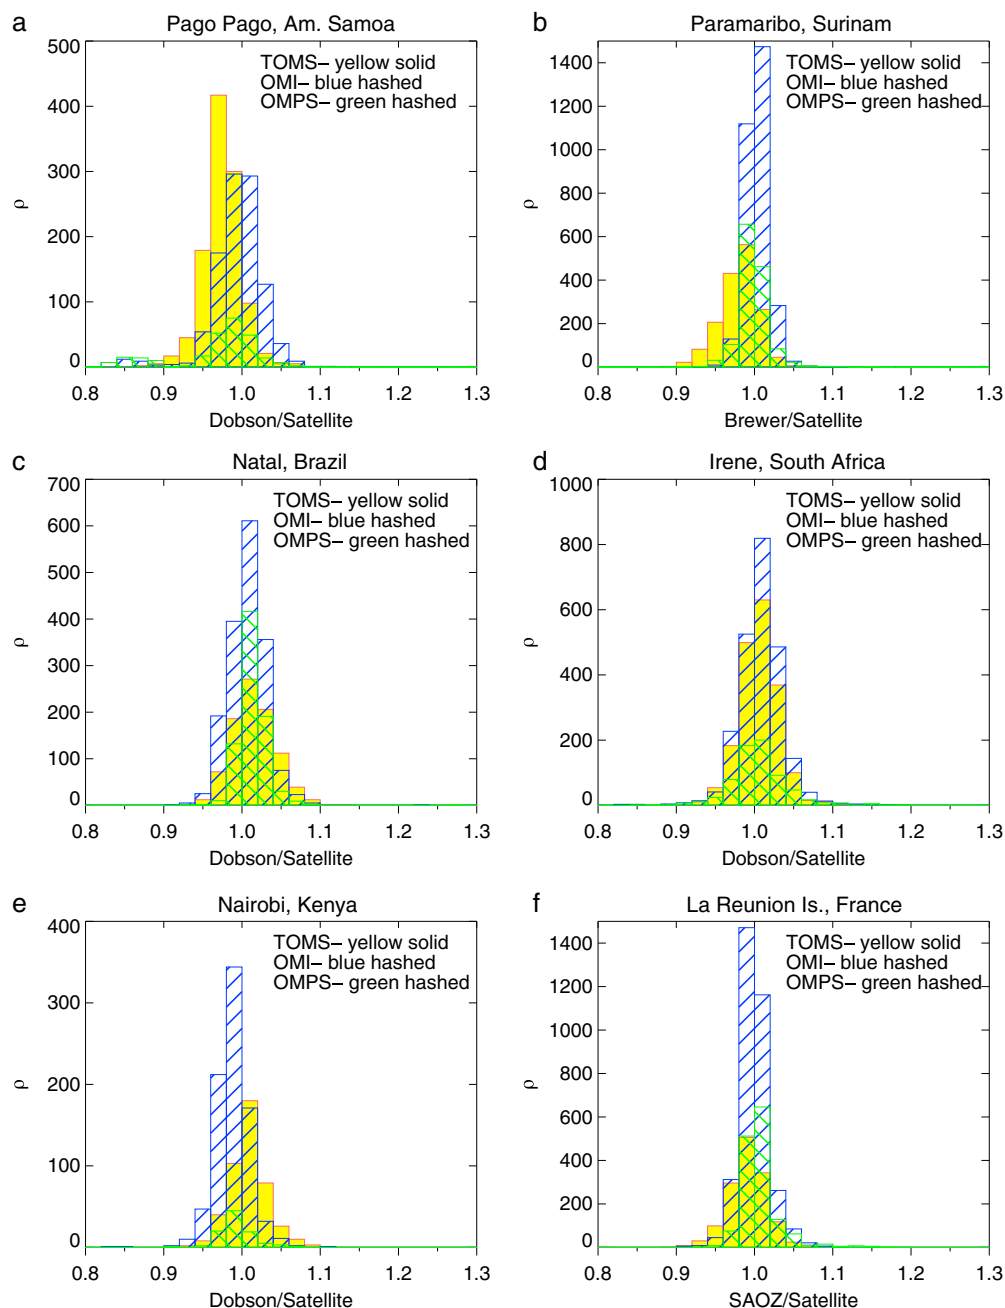 a
Pago Pago, Am. Samoa
500
400
300
200
100
0
ρ
TOMS– yellow solid
OMI– blue hashed
OMPS– green hashed
0.8 0.9 1.0 1.1 1.2 1.3
Dobson/Satellite
b
Paramaribo, Surinam
1400
1200
1000
800
600
400
200
0
ρ
TOMS– yellow solid
OMI– blue hashed
OMPS– green hashed
0.8 0.9 1.0 1.1 1.2 1.3
Brewer/Satellite
c
Natal, Brazil
700
600
500
400
300
200
100
0
ρ
TOMS– yellow solid
OMI– blue hashed
OMPS– green hashed
0.8 0.9 1.0 1.1 1.2 1.3
Dobson/Satellite
d
Irene, South Africa
1000
800
600
400
200
0
ρ
TOMS– yellow solid
OMI– blue hashed
OMPS– green hashed
0.8 0.9 1.0 1.1 1.2 1.3
Dobson/Satellite
e
Nairobi, Kenya
400
300
200
100
0
ρ
TOMS– yellow solid
OMI– blue hashed
OMPS– green hashed
0.8 0.9 1.0 1.1 1.2 1.3
Dobson/Satellite
f
La Reunion Is., France
1400
1200
1000
800
600
400
200
0
ρ
TOMS– yellow solid
OMI– blue hashed
OMPS– green hashed
0.8 0.9 1.0 1.1 1.2 1.3
SAOZ/Satellite